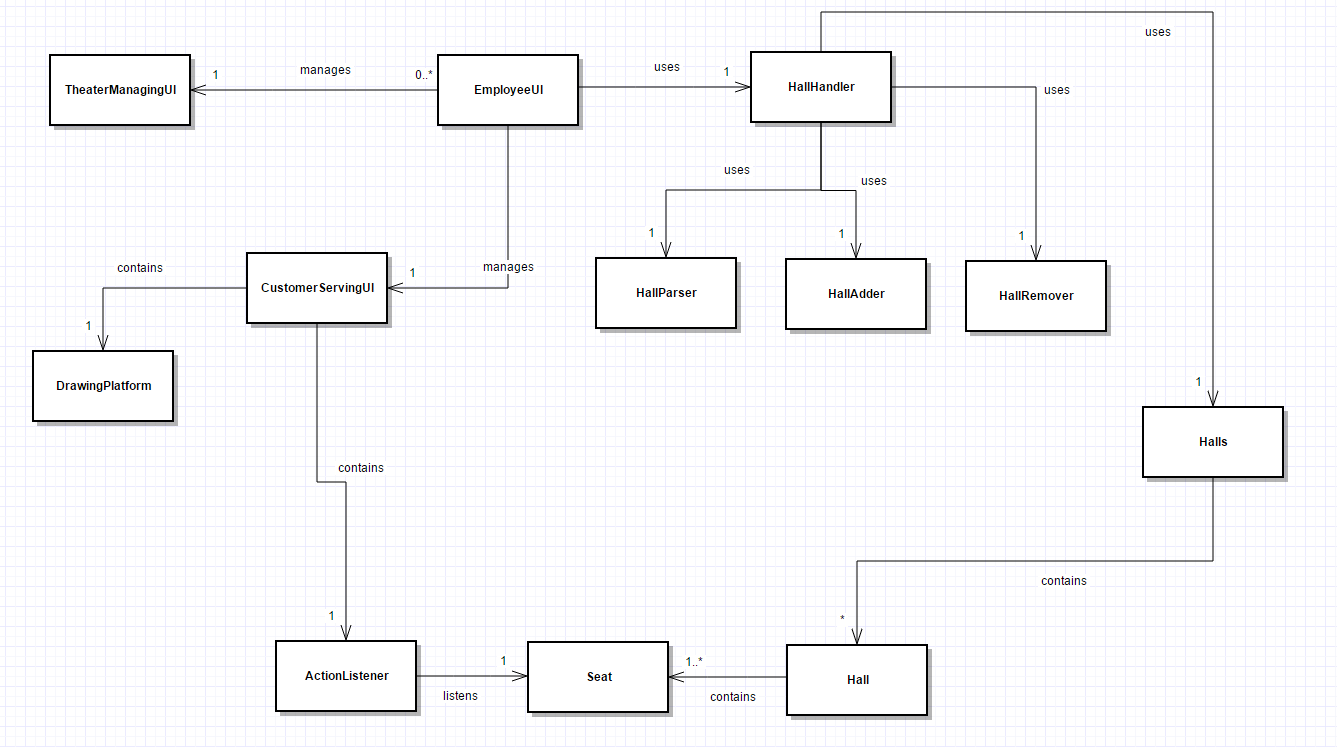 uses
TheaterManagingUI
1
manages
0..*
EmployeeUI
uses
1
HallHandler
uses
uses
uses
1
1
1
HallParser
HallAdder
HallRemover
contains
CustomerServingUI
1
manages
1
DrawingPlatform
1
Halls
contains
contains
1
*
ActionListener
1
listens
Seat
1..*
contains
Hall